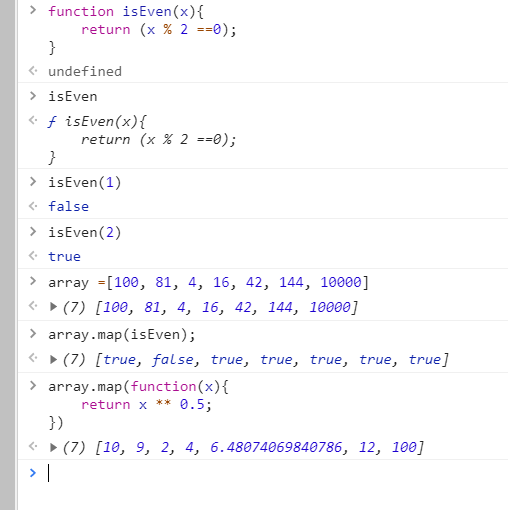 > function isEven(x){
return (x % 2 ==0);
}
<· undefined
> isEven
<· ƒ isEven(x){
return (x % 2 ==0);
}
> isEven(1)
<· false
> isEven(2)
<· true
> array =[100, 81, 4, 16, 42, 144, 10000]
<· ▶ (7) [100, 81, 4, 16, 42, 144, 10000]
> array.map(isEven);
<· ▶ (7) [true, false, true, true, true, true, true]
> array.map(function(x){
return x ** 0.5;
})
<· ▶ (7) [10, 9, 2, 4, 6.48074069840786, 12, 100]
>